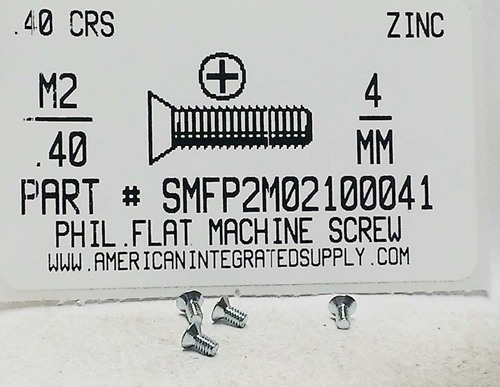 .40 CRS ZINC
M2 4
.40 MM
PART # SMFP2M02100041
PHIL.FLAT MACHINE SCREW
WWW.AMERICANINTEGRATEDSUPPLY.COM